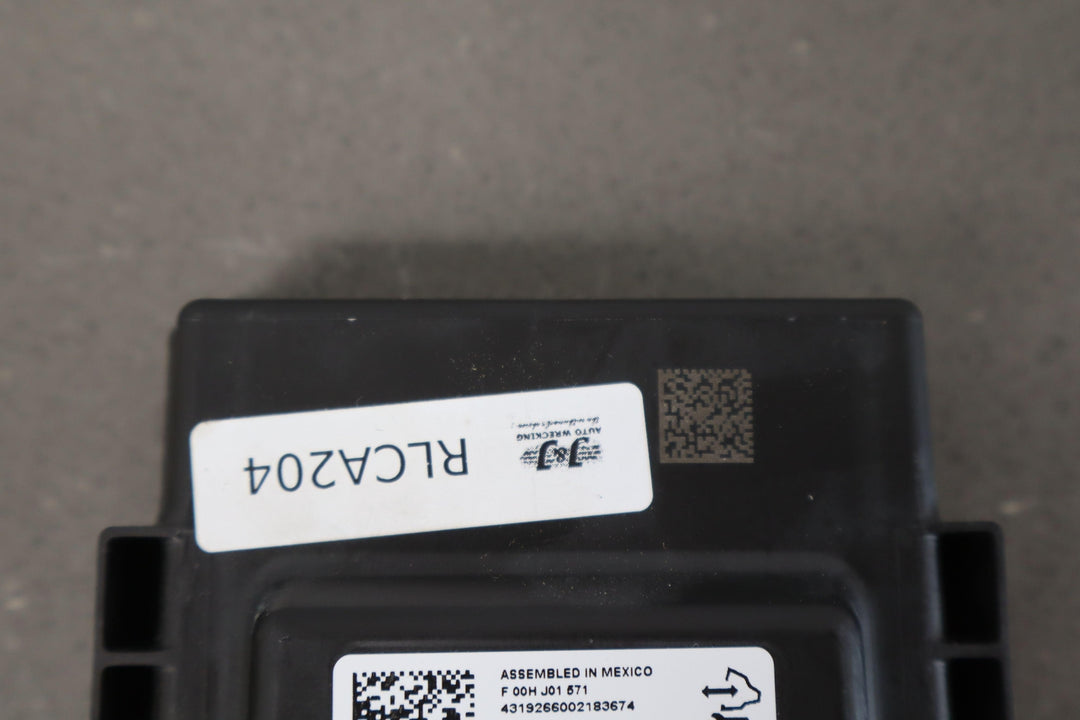 RLCA204
J&J
AUTO WRECKING
ASSEMBLED IN MEXICO
F 00H J01 571
4319266002183674